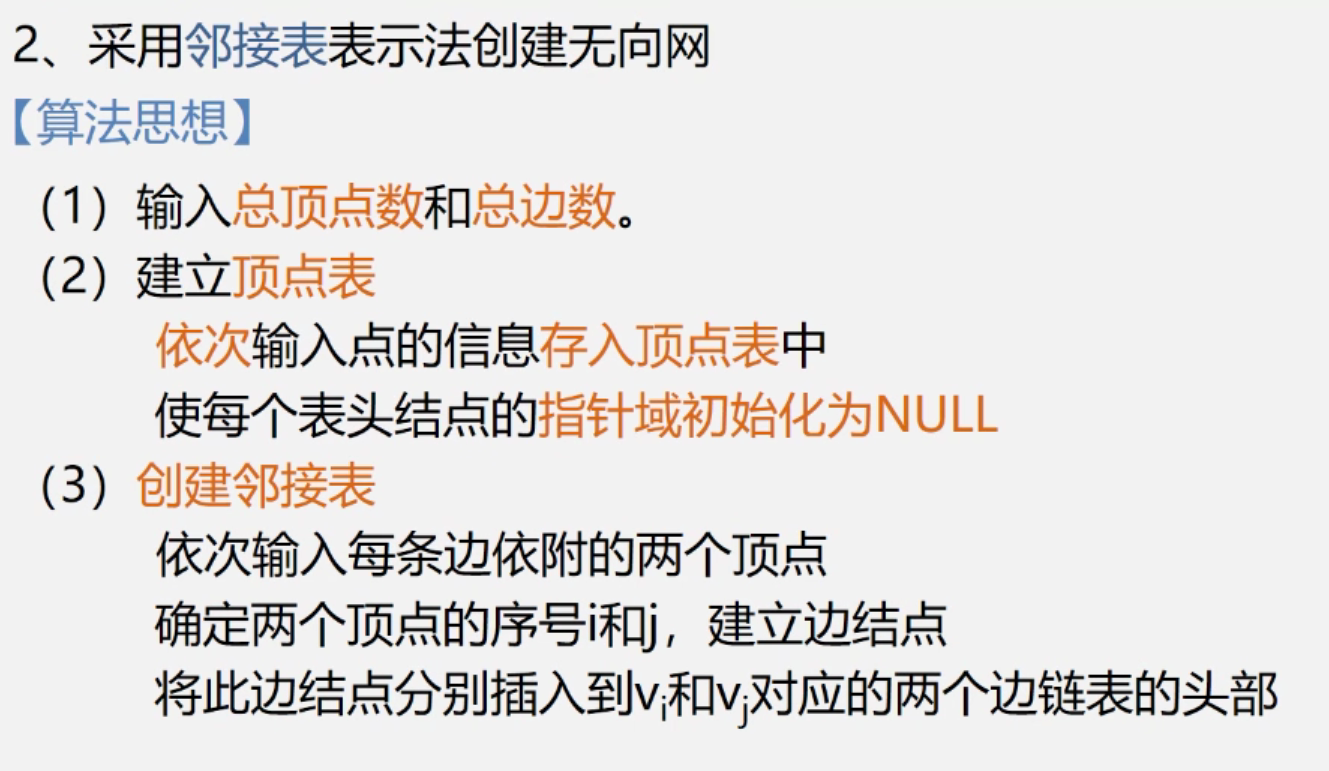 2、采用邻接表表示法创建无向网
【算法思想】
（1）输入总顶点数和总边数。
（2）建立顶点表
依次输入点的信息存入顶点表中
使每个表头结点的指针域初始化为NULL
（3）创建邻接表
依次输入每条边依附的两个顶点
确定两个顶点的序号i和j，建立边结点
将此边结点分别插入到vi和vj对应的两个边链表的头部